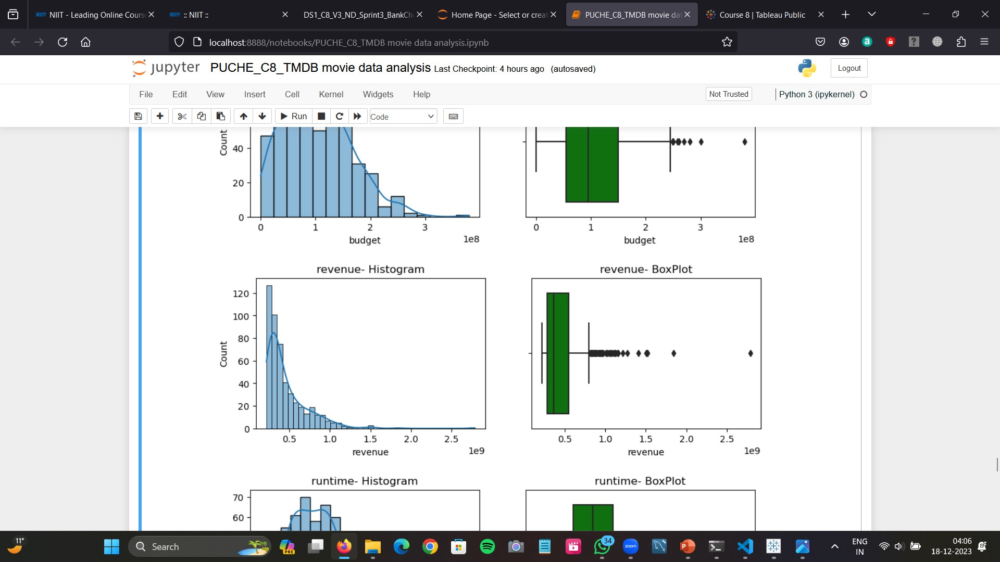 NIIT - Leading Online Course
:: NIIT ::
DS1_C8_V3_ND_Sprint3_BankCh
Home Page - Select or creat
PUCHE_C8_TMDB movie dat
Course 8 | Tableau Public
localhost:8888/notebooks/PUCHE_C8_TMDB movie data analysis.ipynb
jupyter PUCHE_C8_TMDB movie data analysis Last Checkpoint: 4 hours ago (autosaved)
Logout
File Edit View Insert Cell Kernel Widgets Help
Not Trusted
Python 3 (ipykernel)
Run
Code
Count
40
20
0
0 1 2 3
budget
1e8
0 1 2 3
budget
1e8
revenue- Histogram
Count
120
100
80
60
40
20
0
0.5 1.0 1.5 2.0 2.5
revenue
1e9
revenue- BoxPlot
0.5 1.0 1.5 2.0 2.5
revenue
1e9
runtime- Histogram
70
60
runtime- BoxPlot
11°
Search
PRE
34
zoom
ENG
IN
04:06
18-12-2023